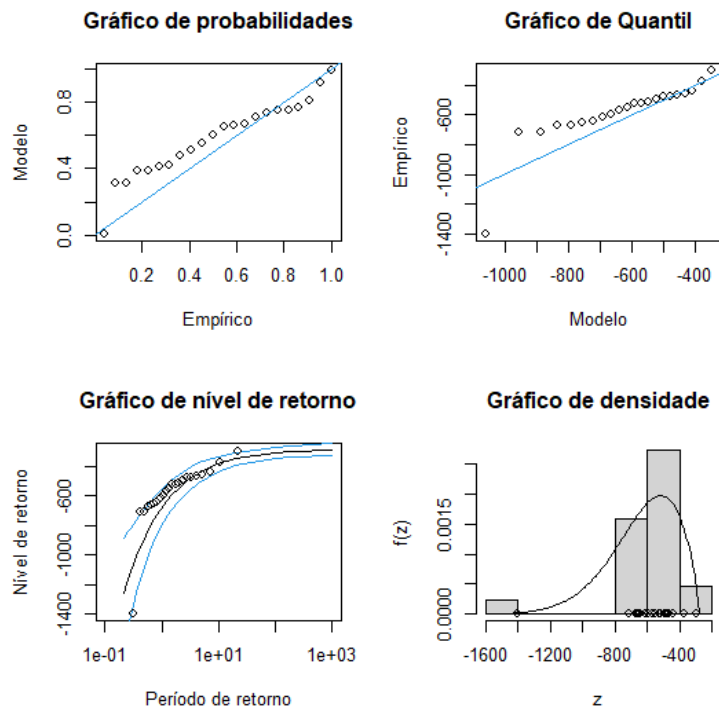 Gráfico de probabilidades
Modelo
0.0 0.4 0.8
0.2 0.4 0.6 0.8 1.0
Empírico
Gráfico de Quantil
Empírico
-1400 -1000 -600
-1000 -800 -600 -400
Modelo
Gráfico de nível de retorno
Nível de retorno
-1400 -1000 -600
1e-01 1e+01 1e+03
Período de retorno
Gráfico de densidade
f(z)
0.0000 0.0015
-1600 -1200 -800 -400
z